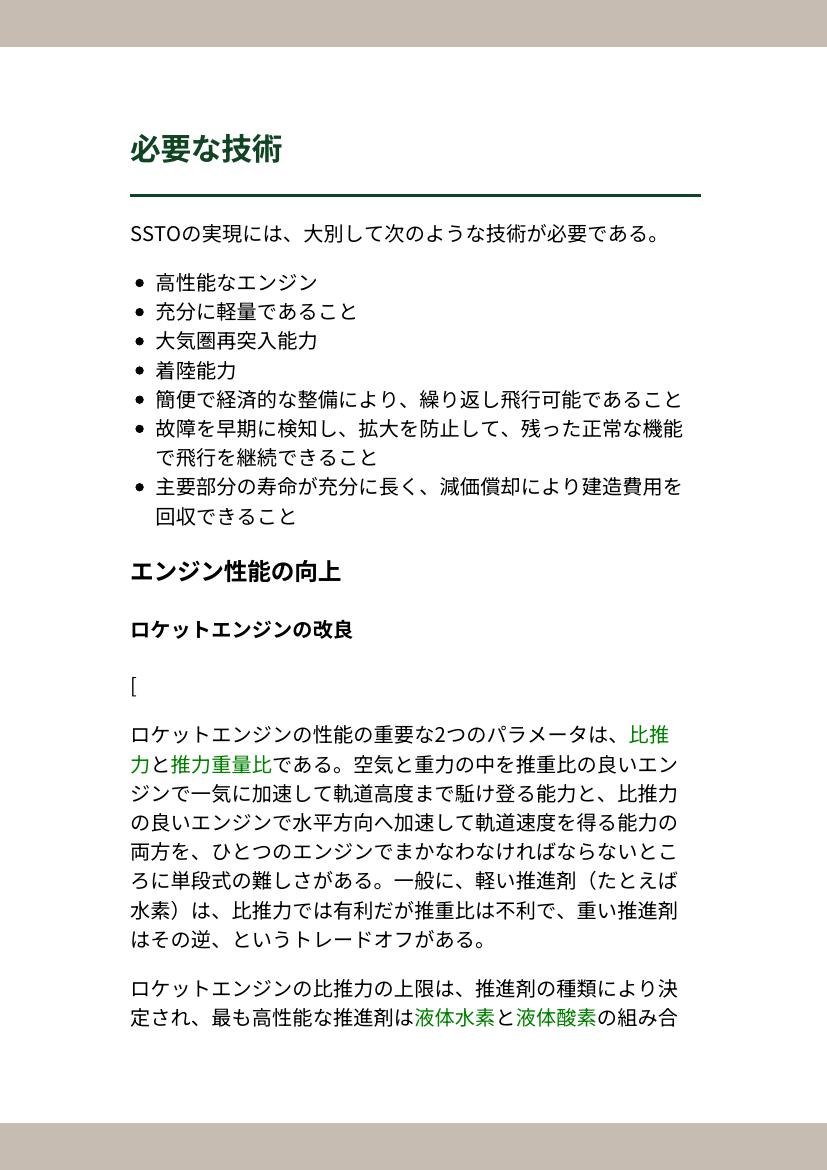 必要な技術
SSTOの実現には、大別して次のような技術が必要である。
• 高性能なエンジン
• 充分に軽量であること
• 大気圏再突入能力
• 着陸能力
• 簡便で経済的な整備により、繰り返し飛行可能であること
• 故障を早期に検知し、拡大を防止して、残った正常な機能
で飛行を継続できること
• 主要部分の寿命が充分に長く、減価償却により建造費用を
回収できること
エンジン性能の向上
ロケットエンジンの改良
[
ロケットエンジンの性能の重要な2つのパラメータは、比推
力と推力重量比である。空気と重力の中を推重比の良いエン
ジンで一気に加速して軌道高度まで駈け登る能力と、比推力
の良いエンジンで水平方向へ加速して軌道速度を得る能力の
両方を、ひとつのエンジンでまかなわなければならないとこ
ろに単段式の難しさがある。一般に、軽い推進剤（たとえば
水素）は、比推力では有利だが推重比は不利で、重い推進剤
はその逆、というトレードオフがある。
ロケットエンジンの比推力の上限は、推進剤の種類により決
定され、最も高性能な推進剤は液体水素と液体酸素の組み合